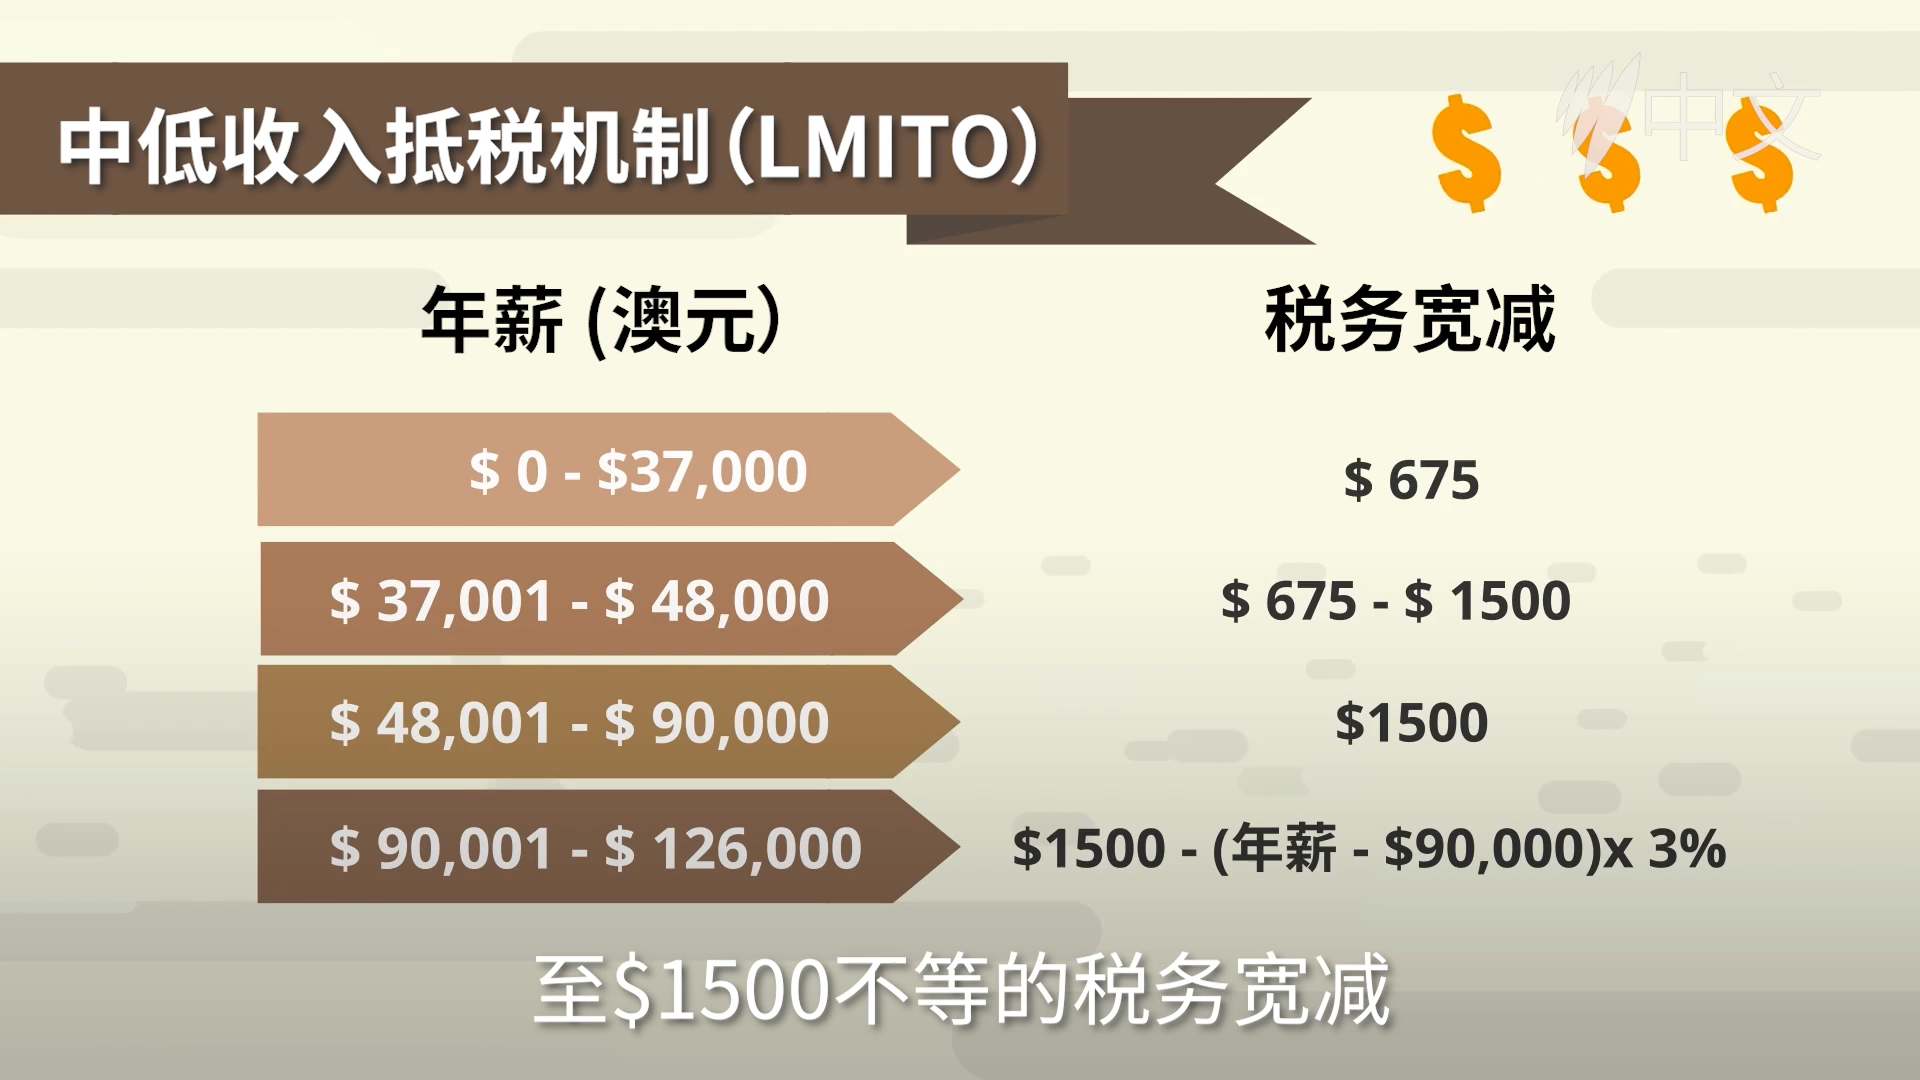 中低收入抵税机制（LMITO）
中文
年薪 (澳元）
税务宽减
$ 0 - $37,000
$ 675
$ 37,001 - $ 48,000
$ 675 - $ 1500
$ 48,001 - $ 90,000
$1500
$ 90,001 - $ 126,000
$1500 - (年薪 - $90,000)x 3%
至$1500不等的税务宽减